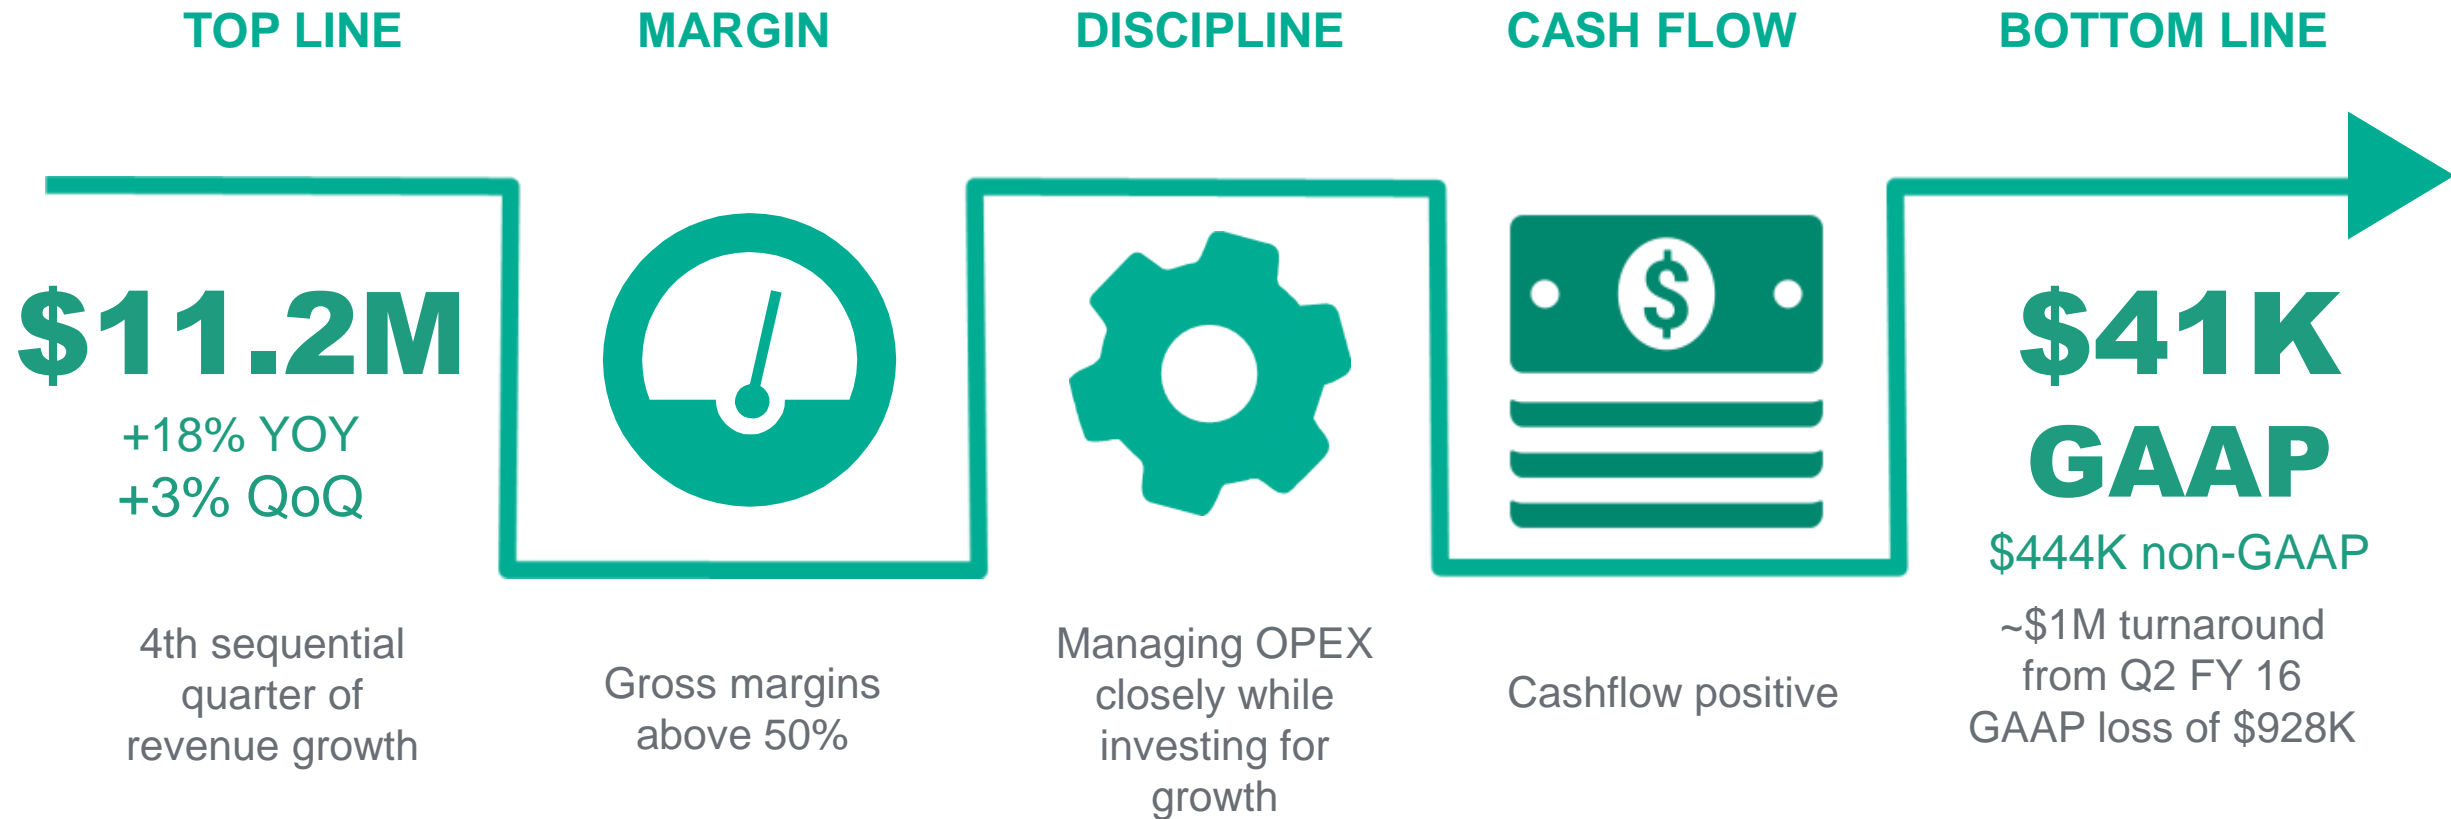 TOP LINE
MARGIN
DISCIPLINE
CASH FLOW
BOTTOM LINE
$11.2M
+18% YOY
+3% QoQ
4th sequential
quarter of
revenue growth
Gross margins
above 50%
Managing OPEX
closely while
investing for
growth
$
Cashflow positive
$41K
GAAP
$444K non-GAAP
~$1M turnaround
from Q2 FY 16
GAAP loss of $928K